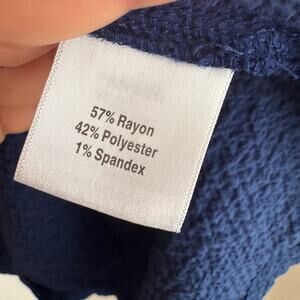 57% Rayon
42% Polyester
1% Spandex